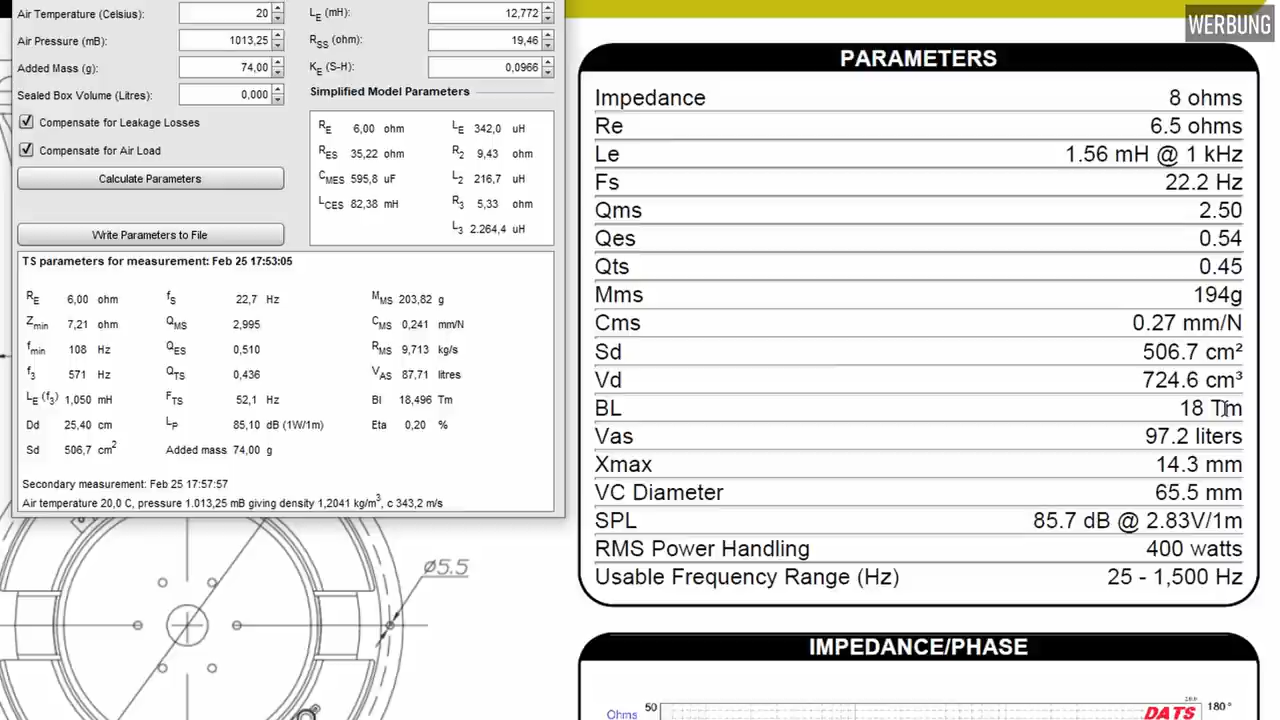 WERBUNG
Air Temperature (Celsius): 20
Air Pressure (mB): 1013,25
Added Mass (g): 74,00
Sealed Box Volume (Litres): 0,000
Compensate for Leakage Losses
Compensate for Air Load
Calculate Parameters
Write Parameters to File
LE (mH): 12,772
RSS (ohm): 19,46
KE (S-H): 0,0966
Simplified Model Parameters
RE 6,00 ohm LE 342,0 uH
RES 35,22 ohm R2 9,43 ohm
CMES 595,8 uF L2 216,7 uH
LCES 82,38 mH R3 5,33 ohm
L3 2.264,4 uH
TS parameters for measurement: Feb 25 17:53:05
RE 6,00 ohm fS 22,7 Hz MMS 203,82 g
Zmin 7,21 ohm QMS 2,995 CMS 0,241 mm/N
fmin 108 Hz QES 0,510 RMS 9,713 kg/s
f3 571 Hz QTS 0,436 VAS 87,71 litres
LE (f3) 1,050 mH FTS 52,1 Hz Bl 18,496 Tm
Dd 25,40 cm LP 85,10 dB (1W/1m) Eta 0,20 %
Sd 506,7 cm2 Added mass 74,00 g
Secondary measurement: Feb 25 17:57:57
Air temperature 20,0 C, pressure 1.013,25 mB giving density 1,2041 kg/m3, c 343,2 m/s
Ø5.5
PARAMETERS
Impedance 8 ohms
Re 6.5 ohms
Le 1.56 mH @ 1 kHz
Fs 22.2 Hz
Qms 2.50
Qes 0.54
Qts 0.45
Mms 194g
Cms 0.27 mm/N
Sd 506.7 cm²
Vd 724.6 cm³
BL 18 Tm
Vas 97.2 liters
Xmax 14.3 mm
VC Diameter 65.5 mm
SPL 85.7 dB @ 2.83V/1m
RMS Power Handling 400 watts
Usable Frequency Range (Hz) 25 - 1,500 Hz
IMPEDANCE/PHASE
Ohms 50 DATS 180°